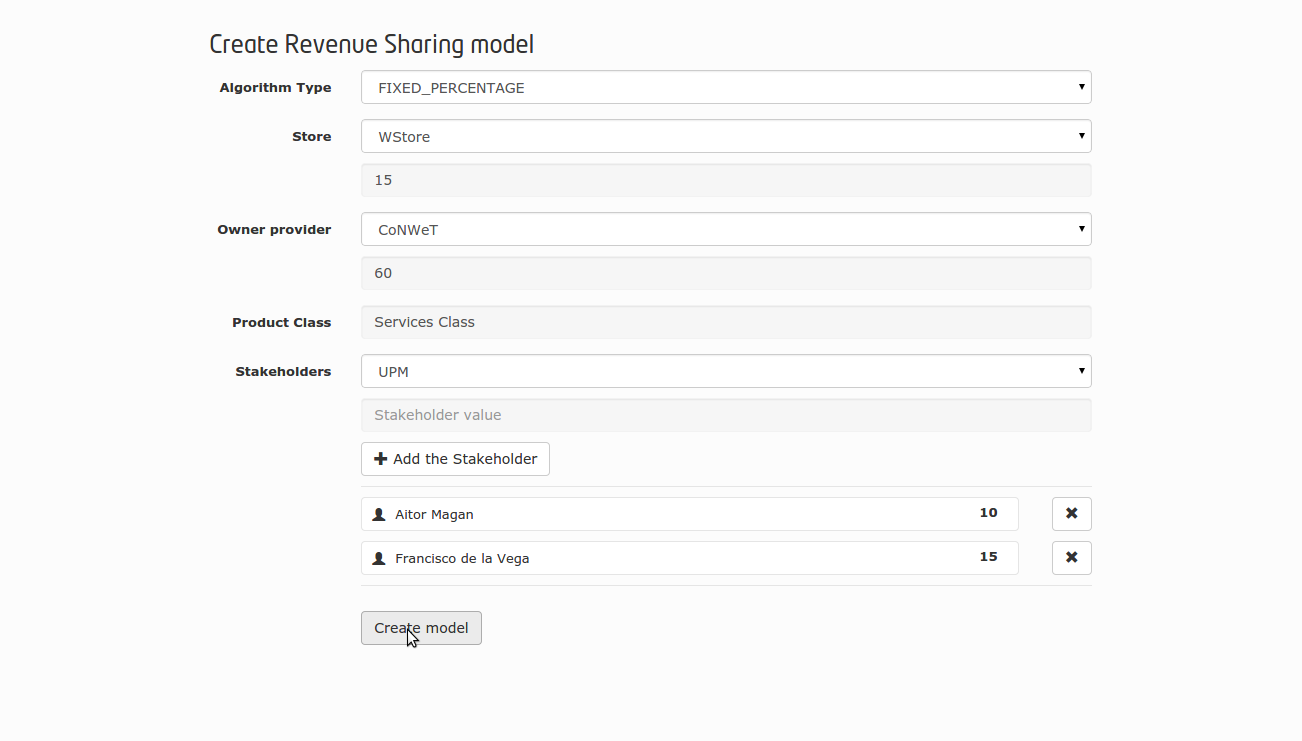 Create Revenue Sharing model
Algorithm Type FIXED_PERCENTAGE
Store WStore
15
Owner provider CoNWeT
60
Product Class Services Class
Stakeholders UPM
Stakeholder value
Add the Stakeholder
Aitor Magan 10
Francisco de la Vega 15
Create model